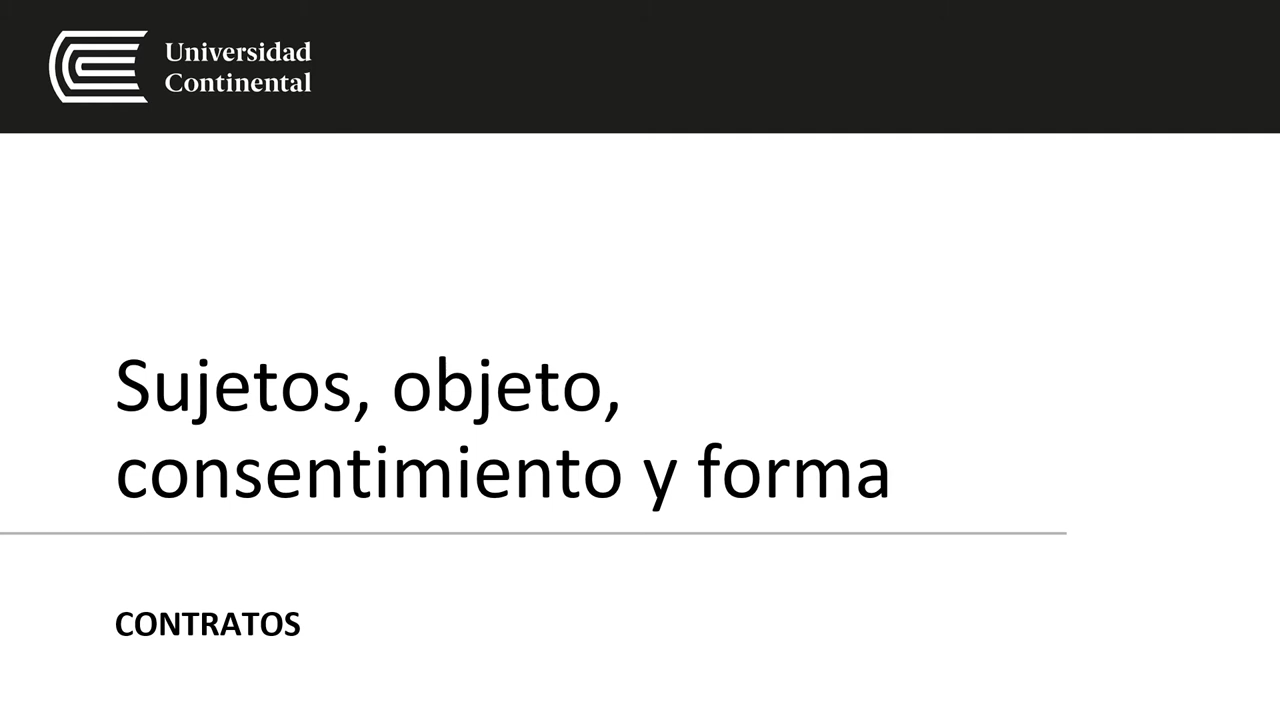 Universidad
Continental
Sujetos, objeto,
consentimiento y forma
CONTRATOS